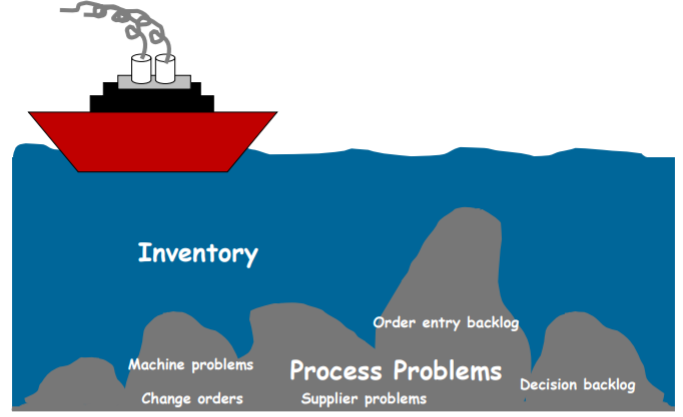 Inventory
Order entry backlog
Machine problems
Process Problems
Decision backlog
Change orders
Supplier problems